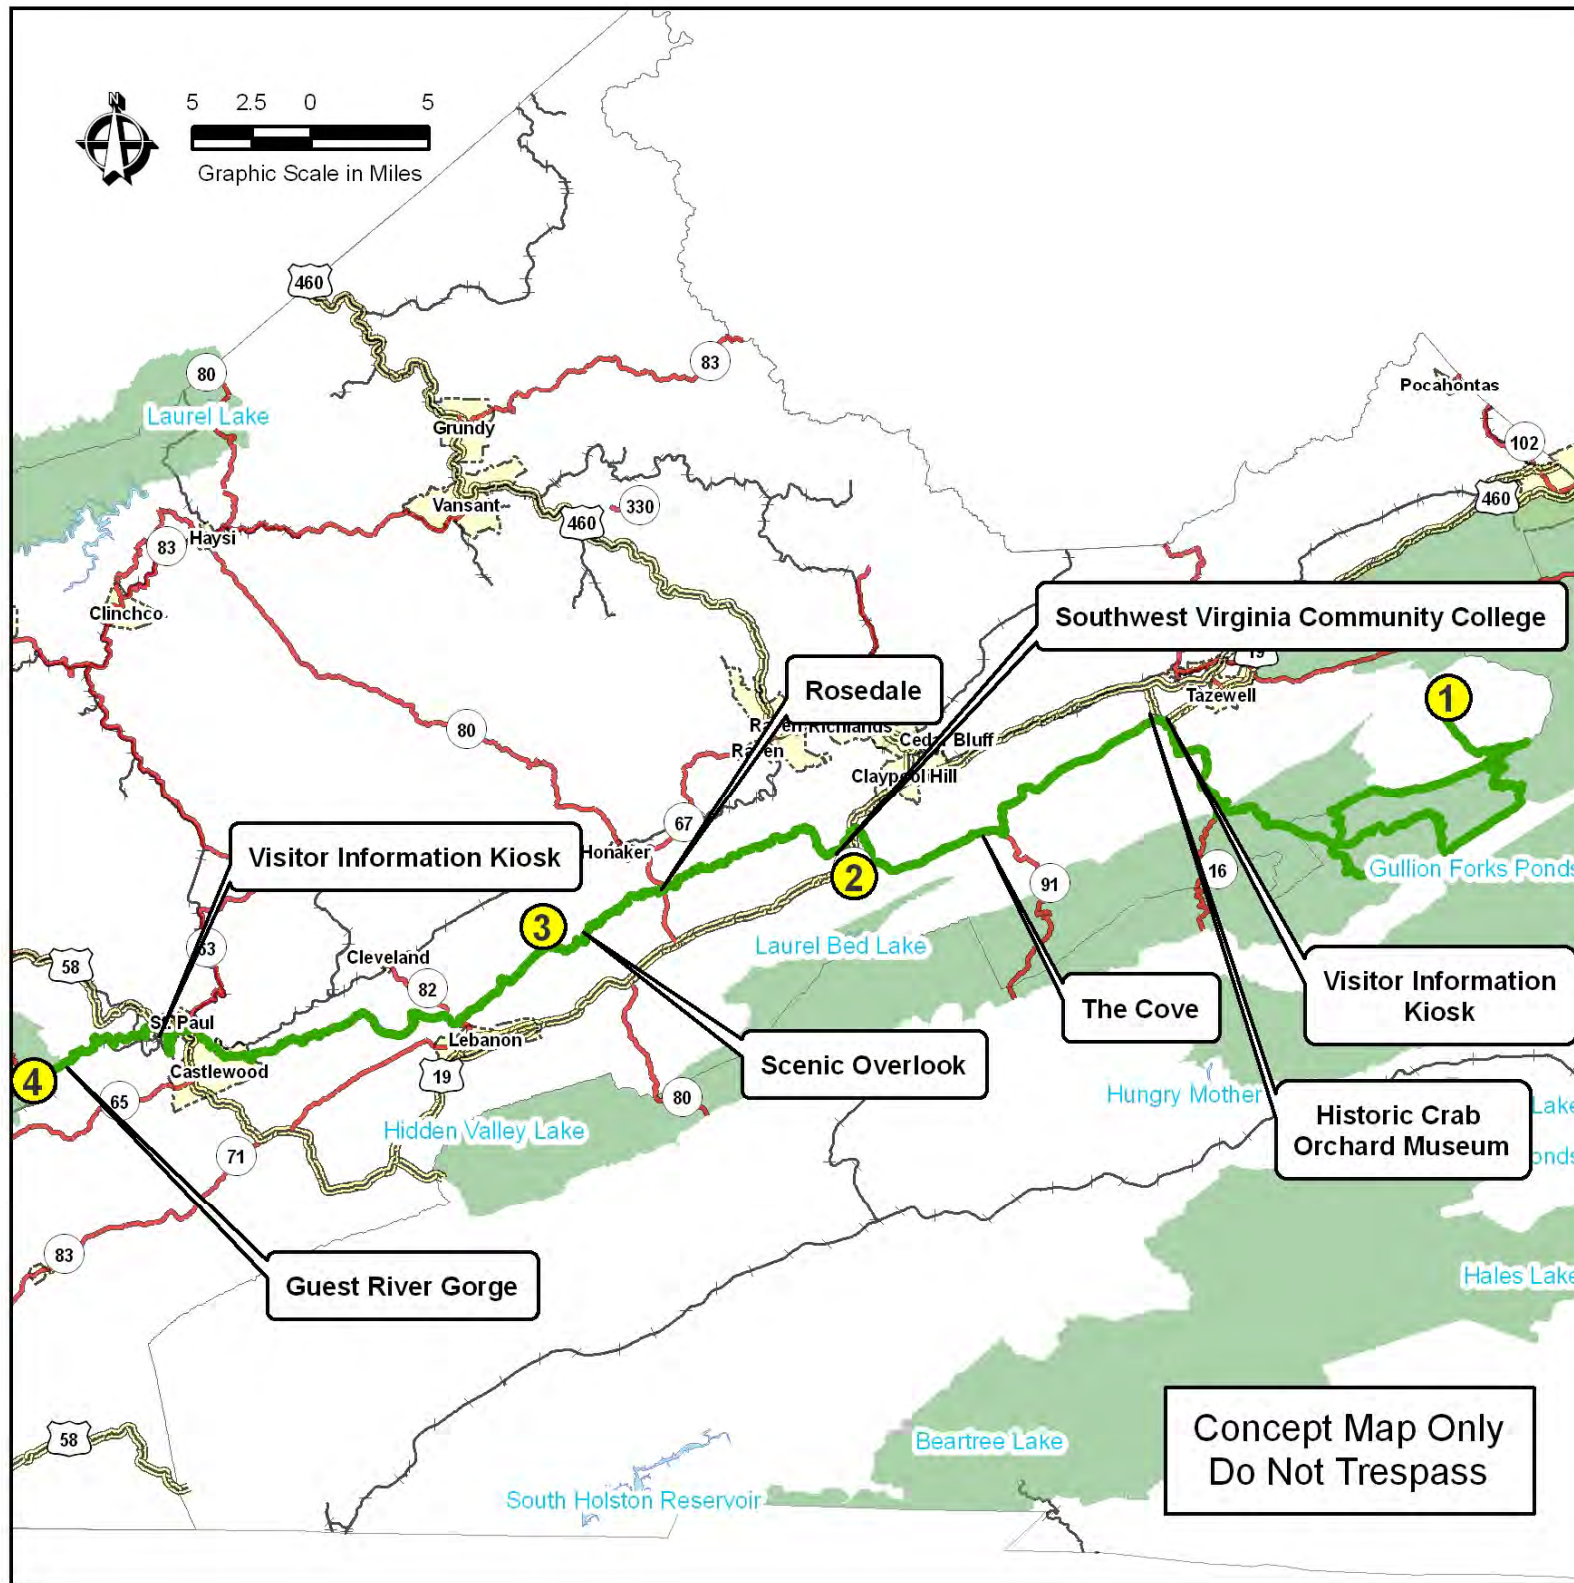 N
5 2.5 0 5
Graphic Scale in Miles
460
80
83
Laurel Lake
Pocahontas
Grundy
102
Vansant
460
460
330
Haysi
83
Clinchco
Southwest Virginia Community College
19
Rosedale
Tazewell
1
80
Richlands
Raven
Cedar Bluff
Claypool Hill
67
Visitor Information Kiosk
Honaker
2
91
16
Gullion Forks Ponds
3
63
58
Cleveland
Laurel Bed Lake
82
Visitor Information
Kiosk
The Cove
St. Paul
Lebanon
Scenic Overlook
Castlewood
4
19
65
80
Hungry Mother
Lake
Historic Crab
Orchard Museum
Hidden Valley Lake
71
83
Guest River Gorge
Hales Lake
58
Beartree Lake
Concept Map Only
Do Not Trespass
South Holston Reservoir